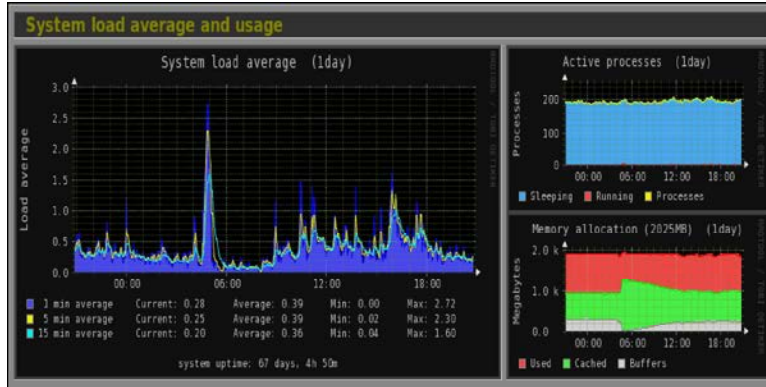 System load average and usage
System load average (1day)
Load average
3.0
2.5
2.0
1.5
1.0
0.5
0.0
00:00 06:00 12:00 18:00
1 min average Current: 0.28 Average: 0.39 Min: 0.00 Max: 2.72
5 min average Current: 0.25 Average: 0.39 Min: 0.02 Max: 2.30
15 min average Current: 0.20 Average: 0.36 Min: 0.04 Max: 1.60
system uptime: 67 days, 4h 50m
Active processes (1day)
Processes
200
100
0
00:00 06:00 12:00 18:00
Sleeping Running Processes
Memory allocation (2025MB) (1day)
Megabytes
2.0 k
1.0 k
0.0
00:00 06:00 12:00 18:00
Used Cached Buffers